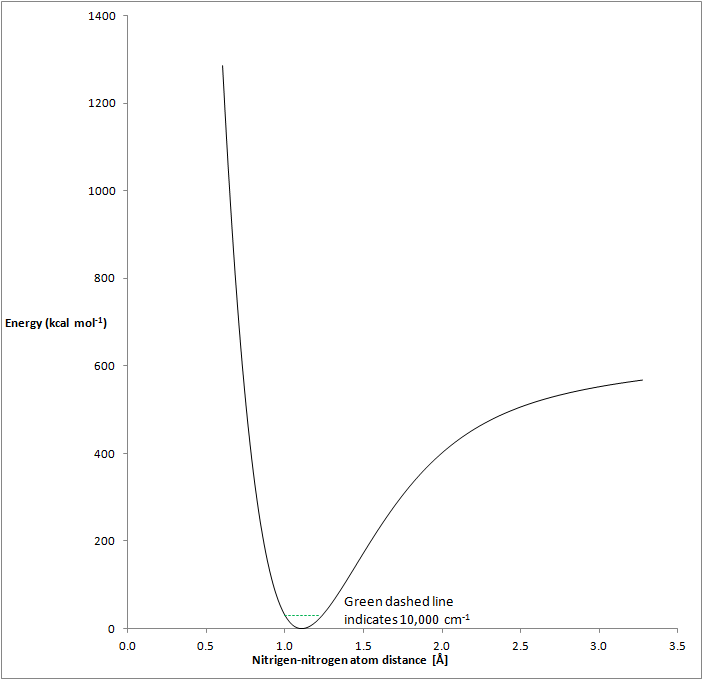 1400
1200
1000
800
600
400
200
0
Energy (kcal mol-1)
Green dashed line
indicates 10,000 cm-1
0.0 0.5 1.0 1.5 2.0 2.5 3.0 3.5
Nitrigen-nitrogen atom distance [Å]